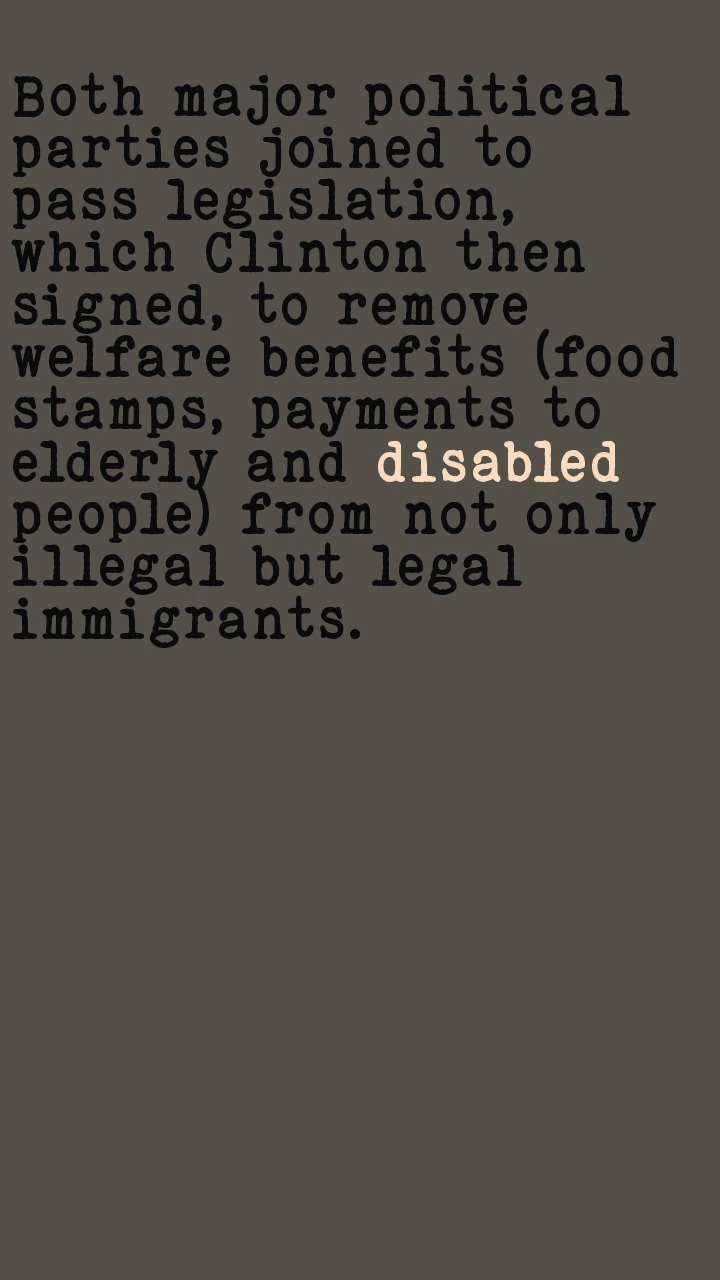 Both major political
parties joined to
pass legislation,
which Clinton then
signed, to remove
welfare benefits (food
stamps, payments to
elderly and disabled
people) from not only
illegal but legal
immigrants.